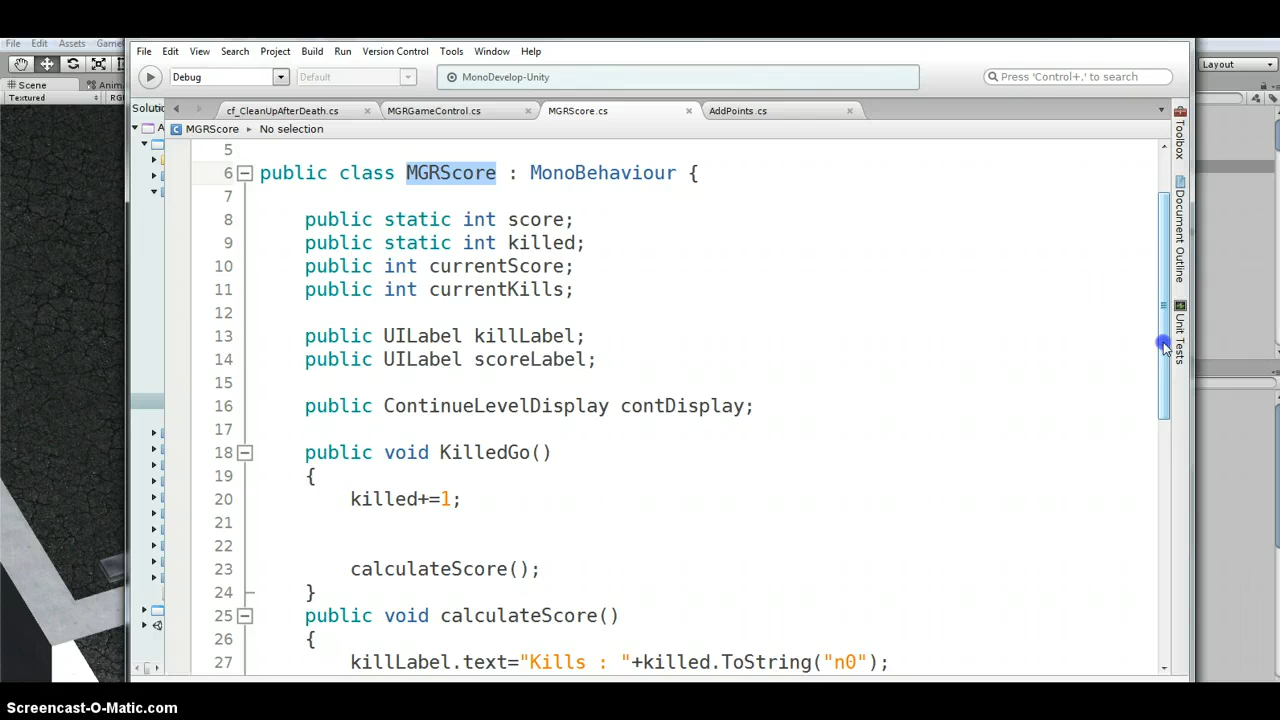 File Edit Assets
File Edit View Search Project Build Run Version Control Tools Window Help
Debug Default MonoDevelop-Unity Press 'Control+,' to search
Layout
Scene
Textured
cf_CleanUpAfterDeath.cs MGRGameControl.cs MGRScore.cs AddPoints.cs
MGRScore No selection
5
6 public class MGRScore : MonoBehaviour {
7
8 public static int score;
9 public static int killed;
10 public int currentScore;
11 public int currentKills;
12
13 public UILabel killLabel;
14 public UILabel scoreLabel;
15
16 public ContinueLevelDisplay contDisplay;
17
18 public void KilledGo()
19 {
20 killed+=1;
21
22
23 calculateScore();
24 }
25 public void calculateScore()
26 {
27 killLabel.text="Kills : "+killed.ToString("n0");
Toolbox
Document Outline
Unit Tests
Screencast-O-Matic.com